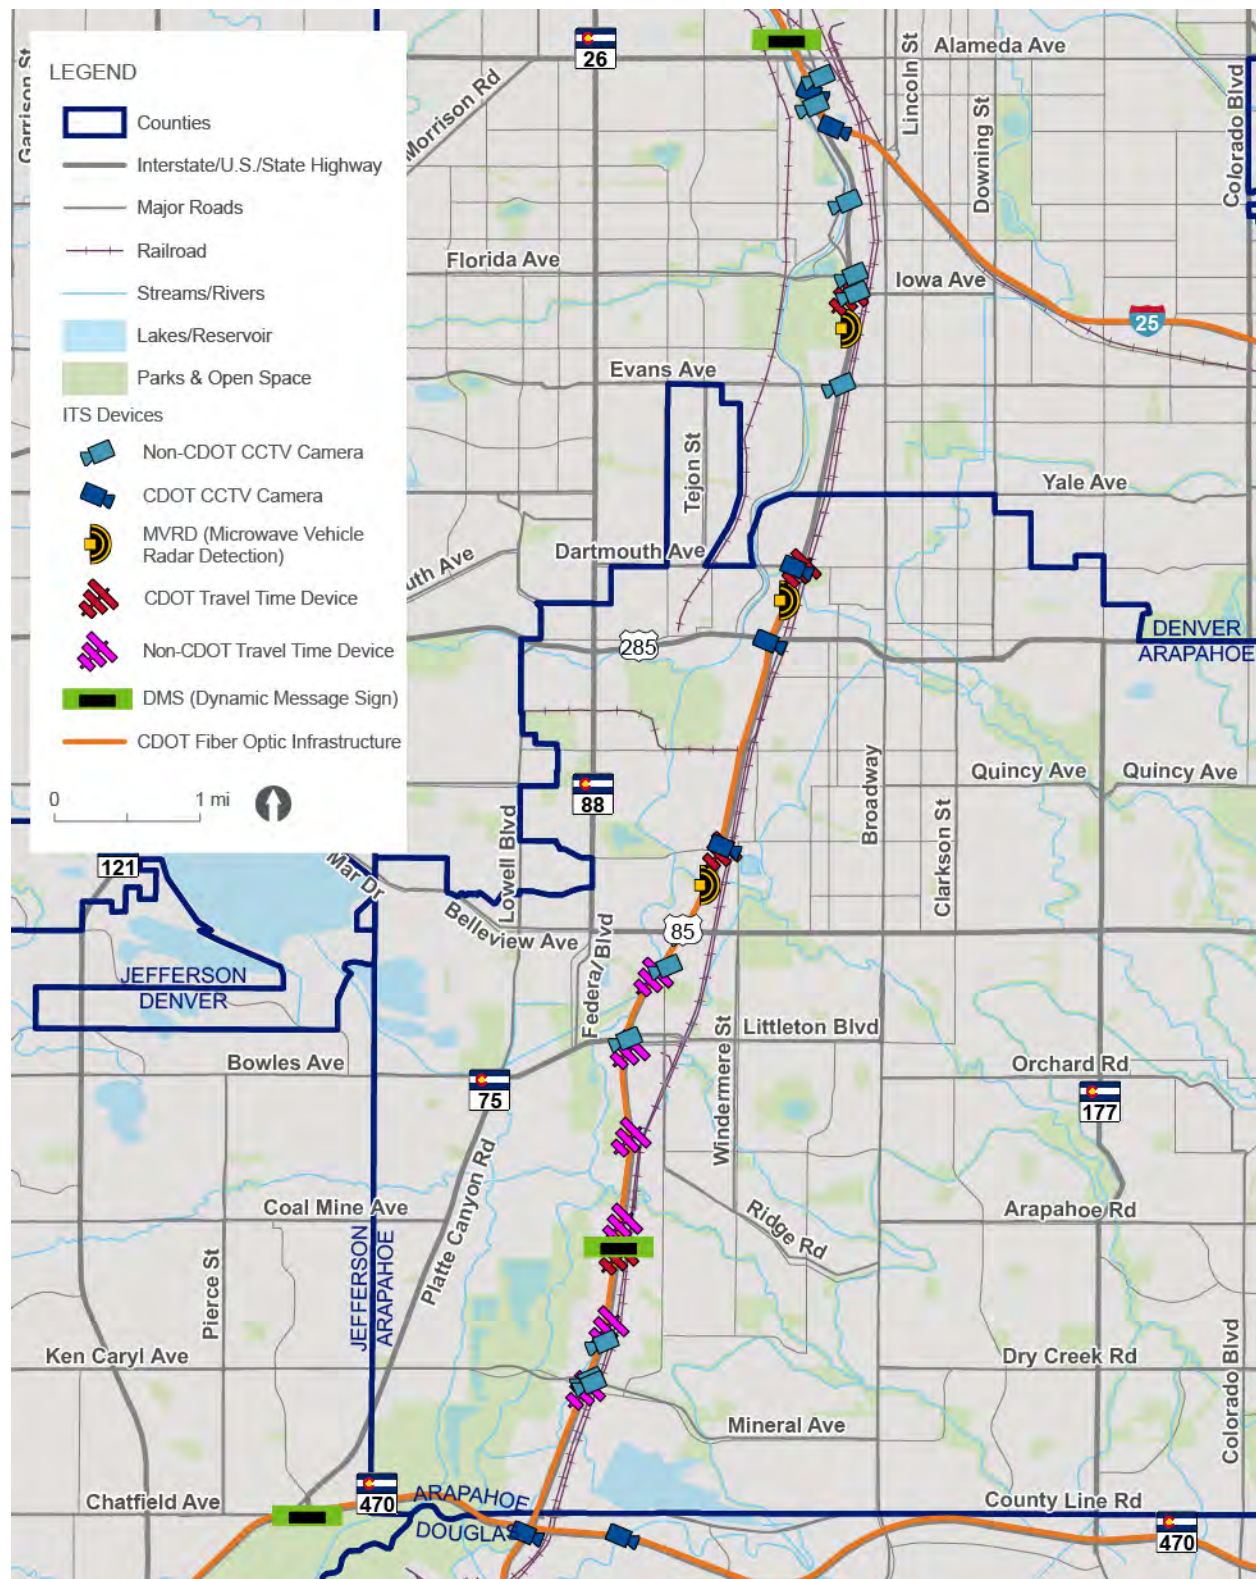 LEGEND
Counties
Interstate/U.S./State Highway
Major Roads
Railroad
Streams/Rivers
Lakes/Reservoir
Parks & Open Space
ITS Devices
Non-CDOT CCTV Camera
CDOT CCTV Camera
MVRD (Microwave Vehicle
Radar Detection)
CDOT Travel Time Device
Non-CDOT Travel Time Device
DMS (Dynamic Message Sign)
CDOT Fiber Optic Infrastructure
0 1 mi
Garrison St
26
Alameda Ave
Morrison Rd
Lincoln St
Downing St
Colorado Blvd
Florida Ave
Iowa Ave
25
Evans Ave
Tejon St
Yale Ave
Dartmouth Ave
uth Ave
285
DENVER
ARAPAHOE
Quincy Ave
Quincy Ave
88
Broadway
Clarkson St
Lowell Blvd
121
Mar Dr
Belleview Ave
85
Federal Blvd
JEFFERSON
DENVER
Littleton Blvd
Windermere St
Bowles Ave
Orchard Rd
75
177
Platte Canyon Rd
Coal Mine Ave
Arapahoe Rd
Ridge Rd
Pierce St
JEFFERSON
ARAPAHOE
Ken Caryl Ave
Dry Creek Rd
Colorado Blvd
Mineral Ave
Chatfield Ave
470
ARAPAHOE
DOUGLAS
County Line Rd
470